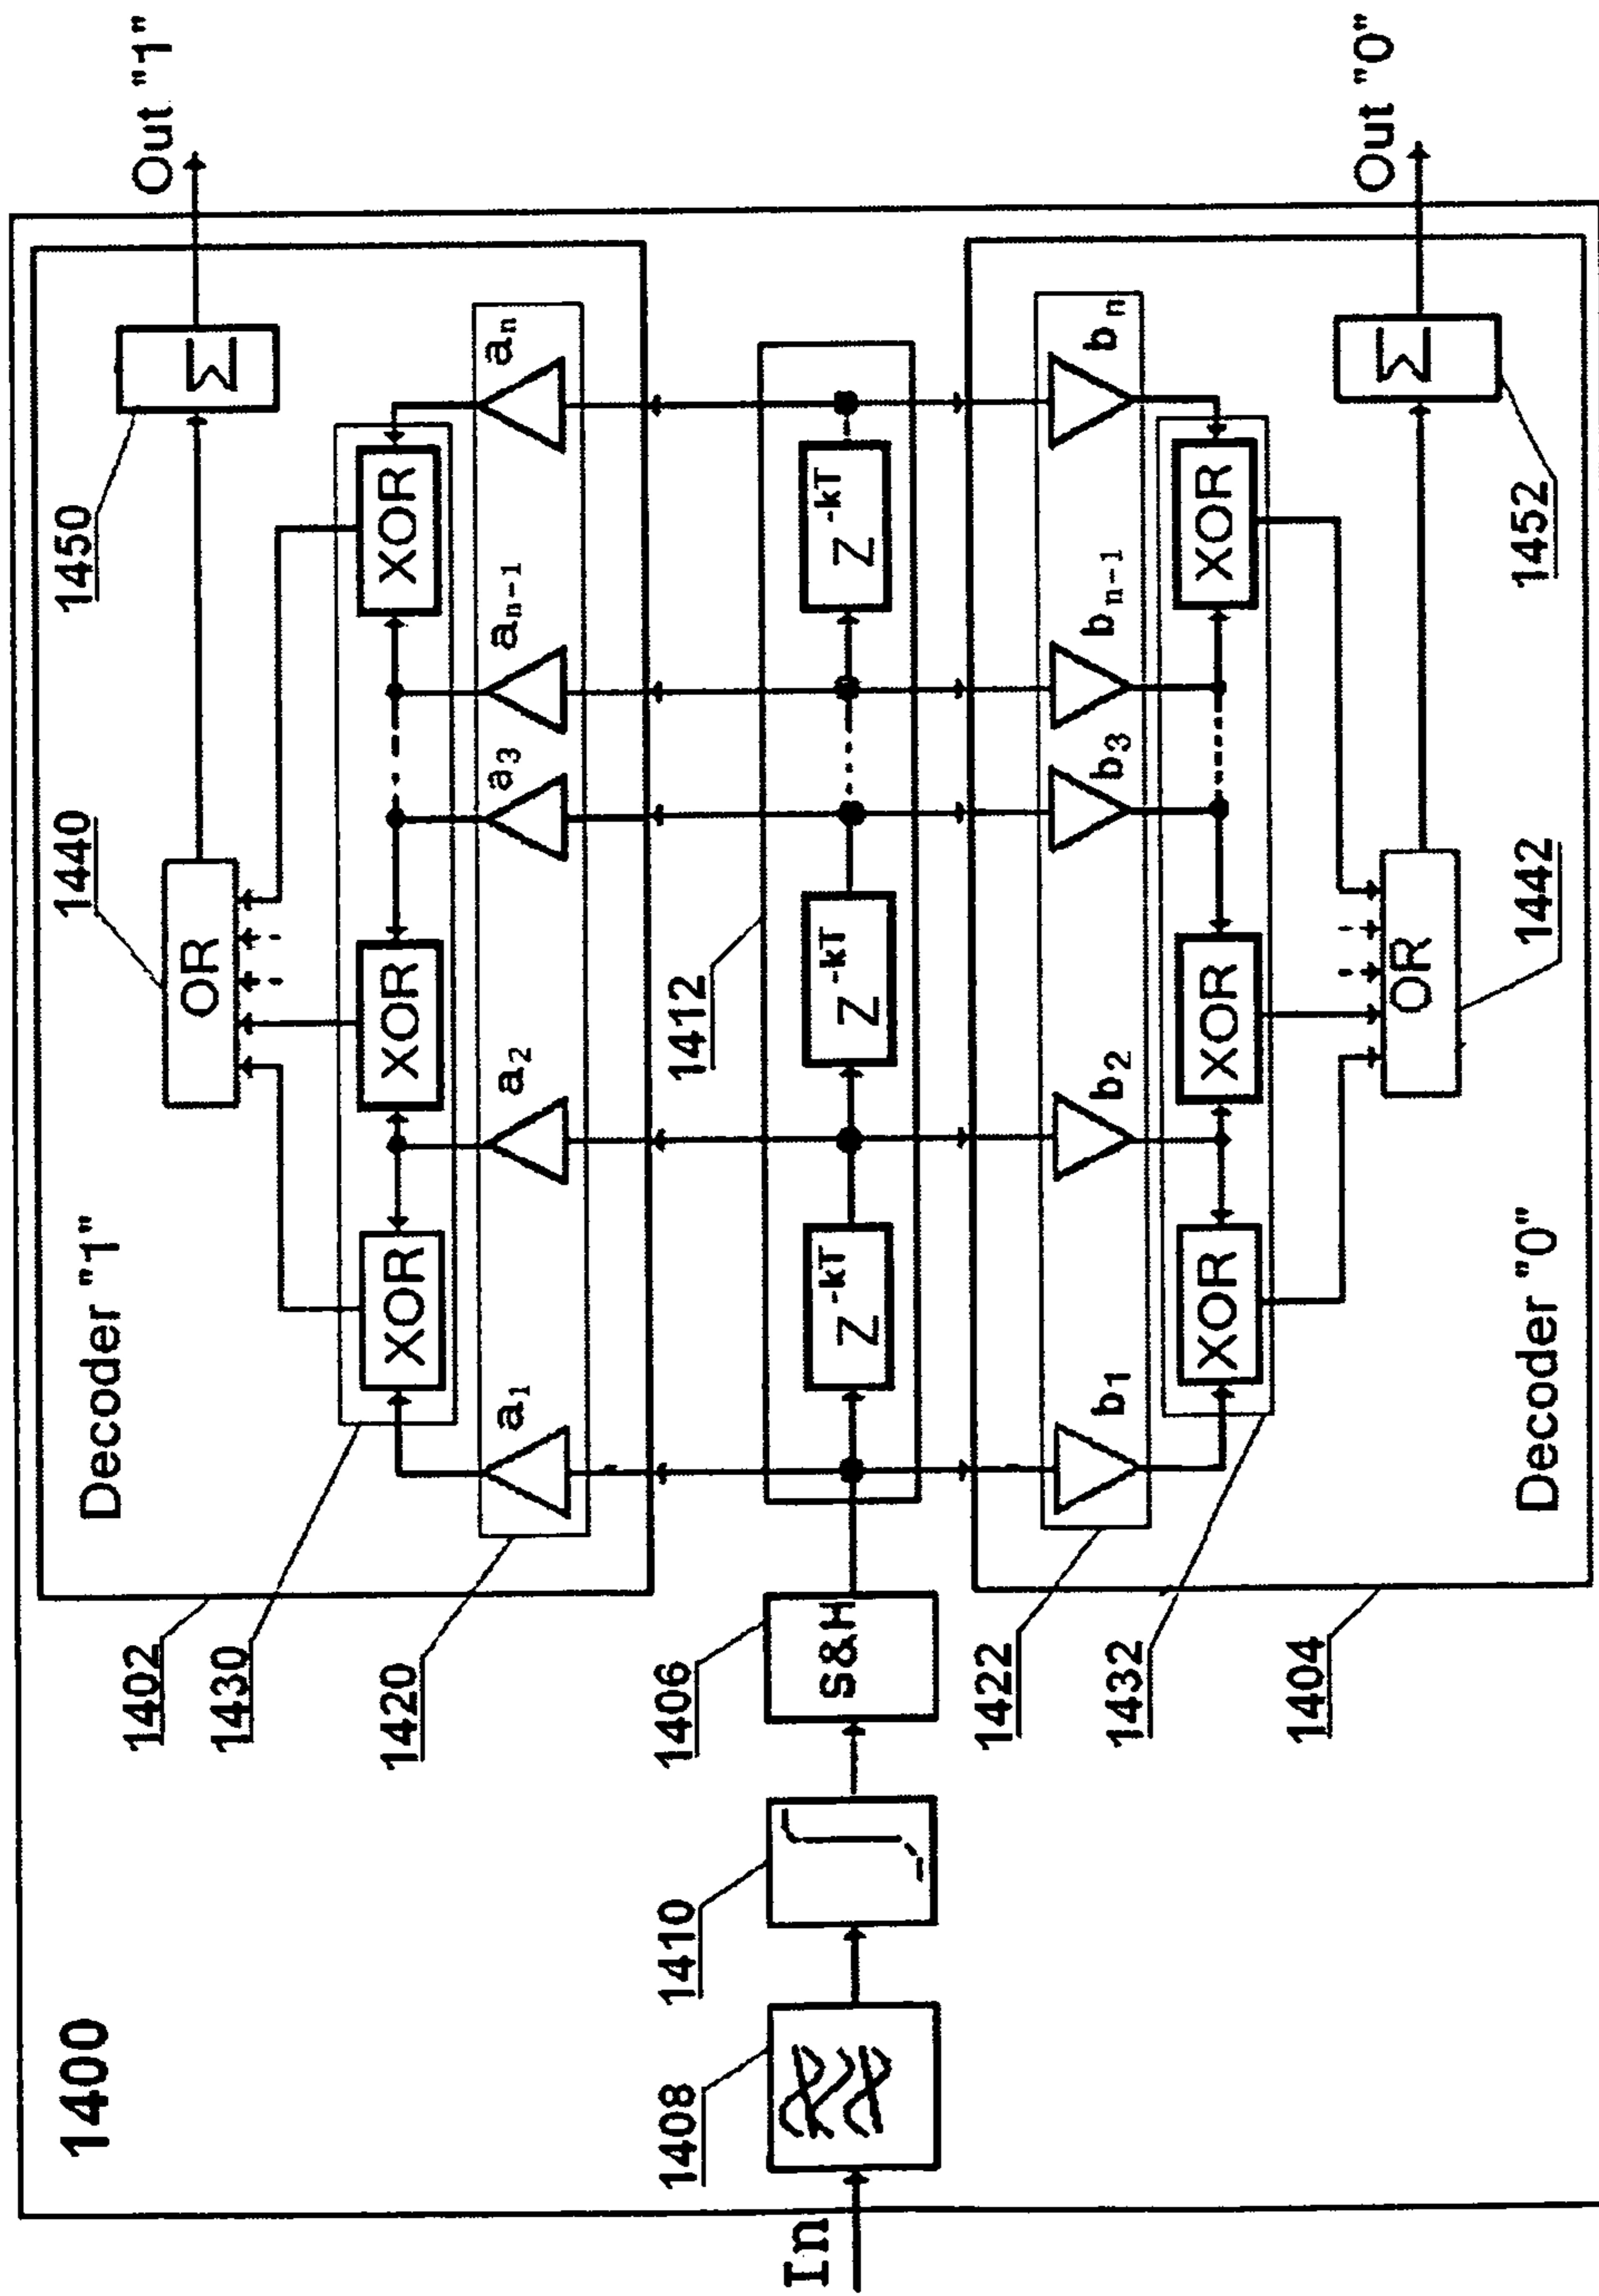 1400
Decoder "1"
1402
1430
1420
1440
OR
1450
Σ
Out "1"
XOR
XOR
XOR
a1
a2
a3
an-1
an
1412
In
1408
1410
1406
S&H
Z-kT
Z-kT
Z-kT
b1
b2
b3
bn-1
bn
1422
1432
1404
XOR
XOR
XOR
OR
1442
Σ
1452
Out "0"
Decoder "0"